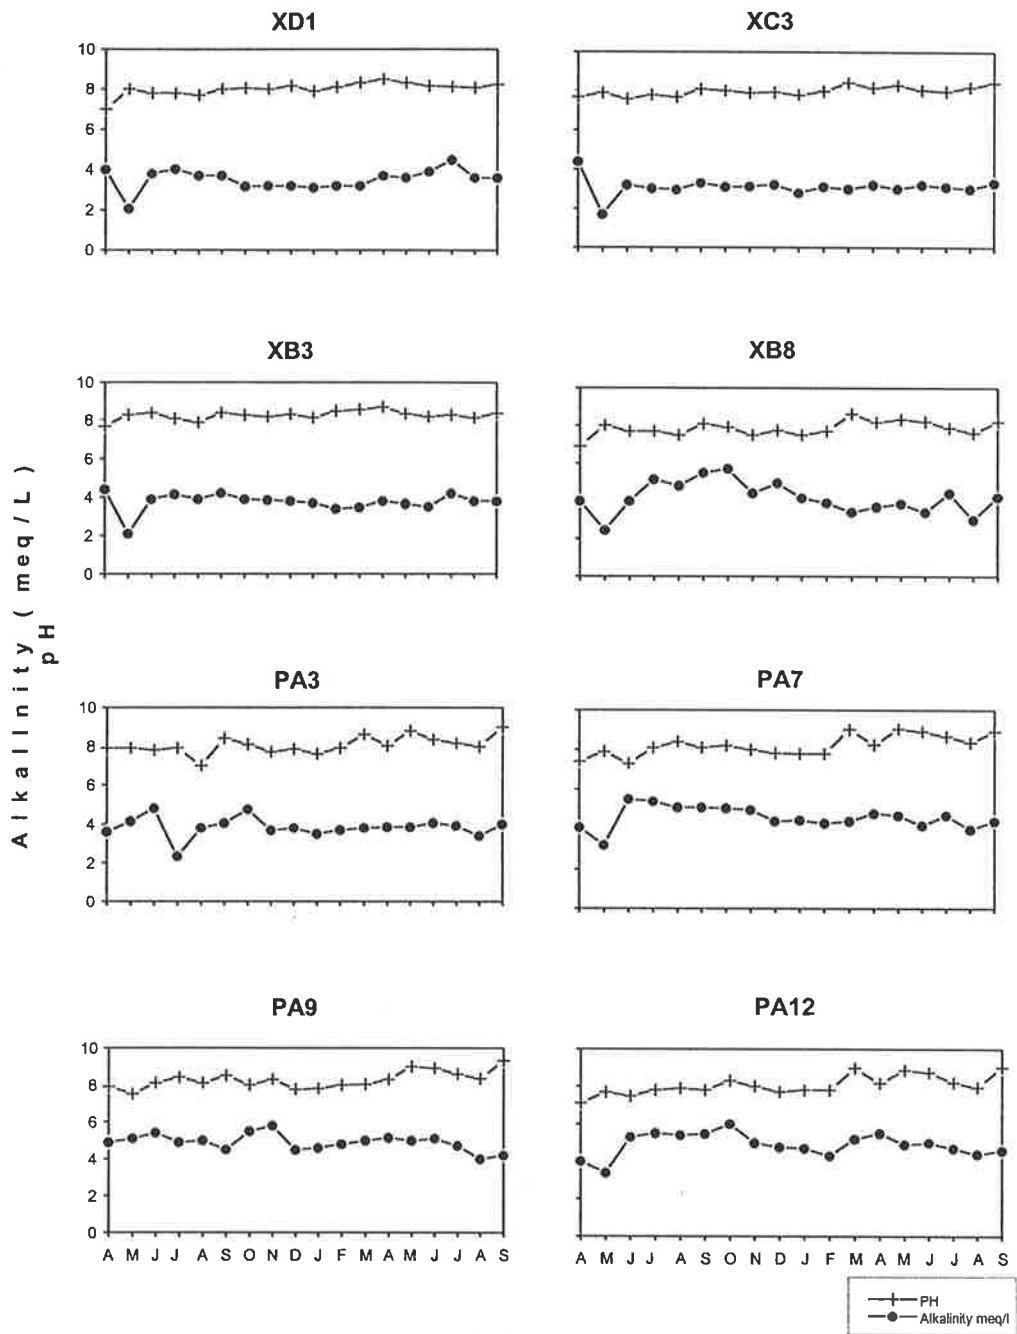 XD1
10
8
6
4
2
0
XC3
XB3
10
8
6
4
2
0
XB8
Alkalinity ( meq / L )
pH
PA3
10
8
6
4
2
0
PA7
PA9
10
8
6
4
2
0
A M J J A S O N D J F M A M J J A S
PA12
A M J J A S O N D J F M A M J J A S
PH
Alkalinity meq/l